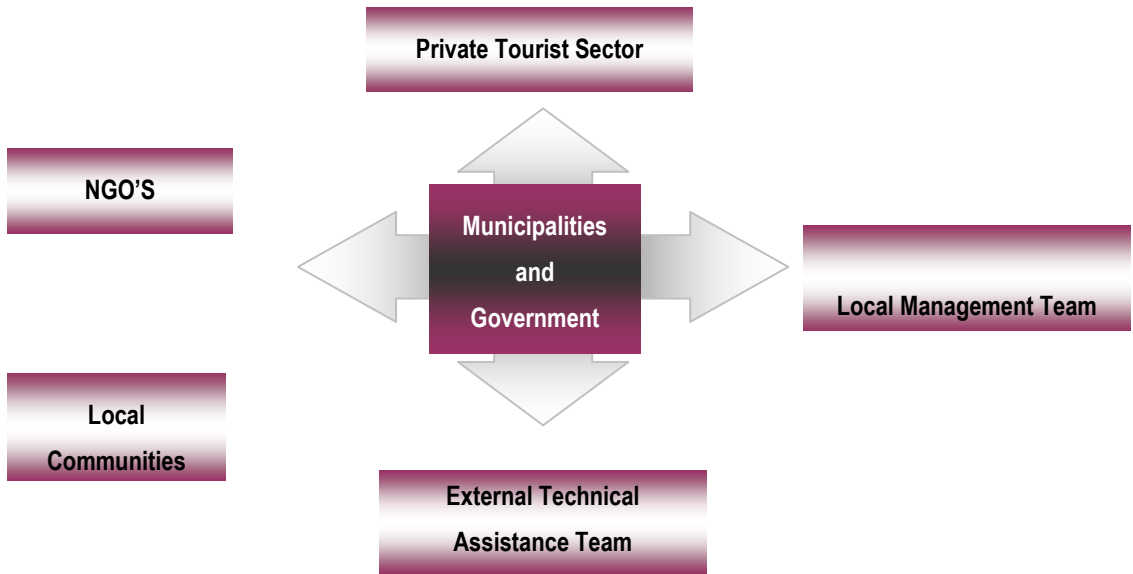 Private Tourist Sector
NGO’S
Municipalities
and
Government
Local Management Team
Local
Communities
External Technical
Assistance Team